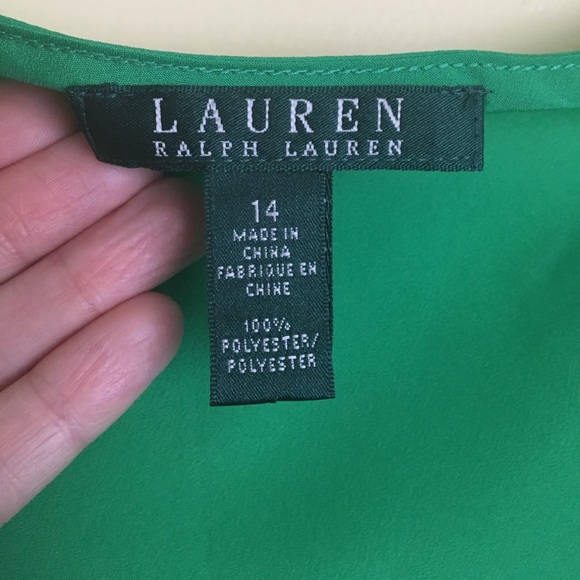 LAUREN
RALPH LAUREN
14
MADE IN
CHINA
FABRIQUE EN
CHINE
100%
POLYESTER/
POLYESTER